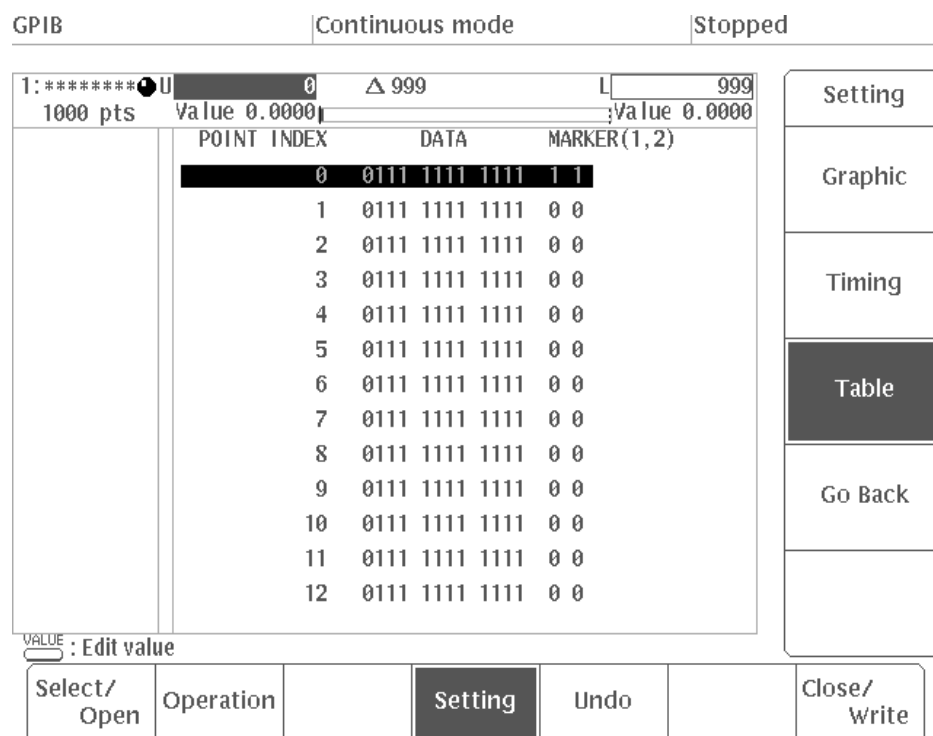 GPIB Continuous mode Stopped
1:******** U 0 Δ 999 L 999
1000 pts Value 0.0000 Value 0.0000
POINT INDEX DATA MARKER(1,2)
0 0111 1111 1111 1 1
1 0111 1111 1111 0 0
2 0111 1111 1111 0 0
3 0111 1111 1111 0 0
4 0111 1111 1111 0 0
5 0111 1111 1111 0 0
6 0111 1111 1111 0 0
7 0111 1111 1111 0 0
8 0111 1111 1111 0 0
9 0111 1111 1111 0 0
10 0111 1111 1111 0 0
11 0111 1111 1111 0 0
12 0111 1111 1111 0 0
Setting
Graphic
Timing
Table
Go Back
VALUE : Edit value
Select/
Open
Operation
Setting
Undo
Close/
Write